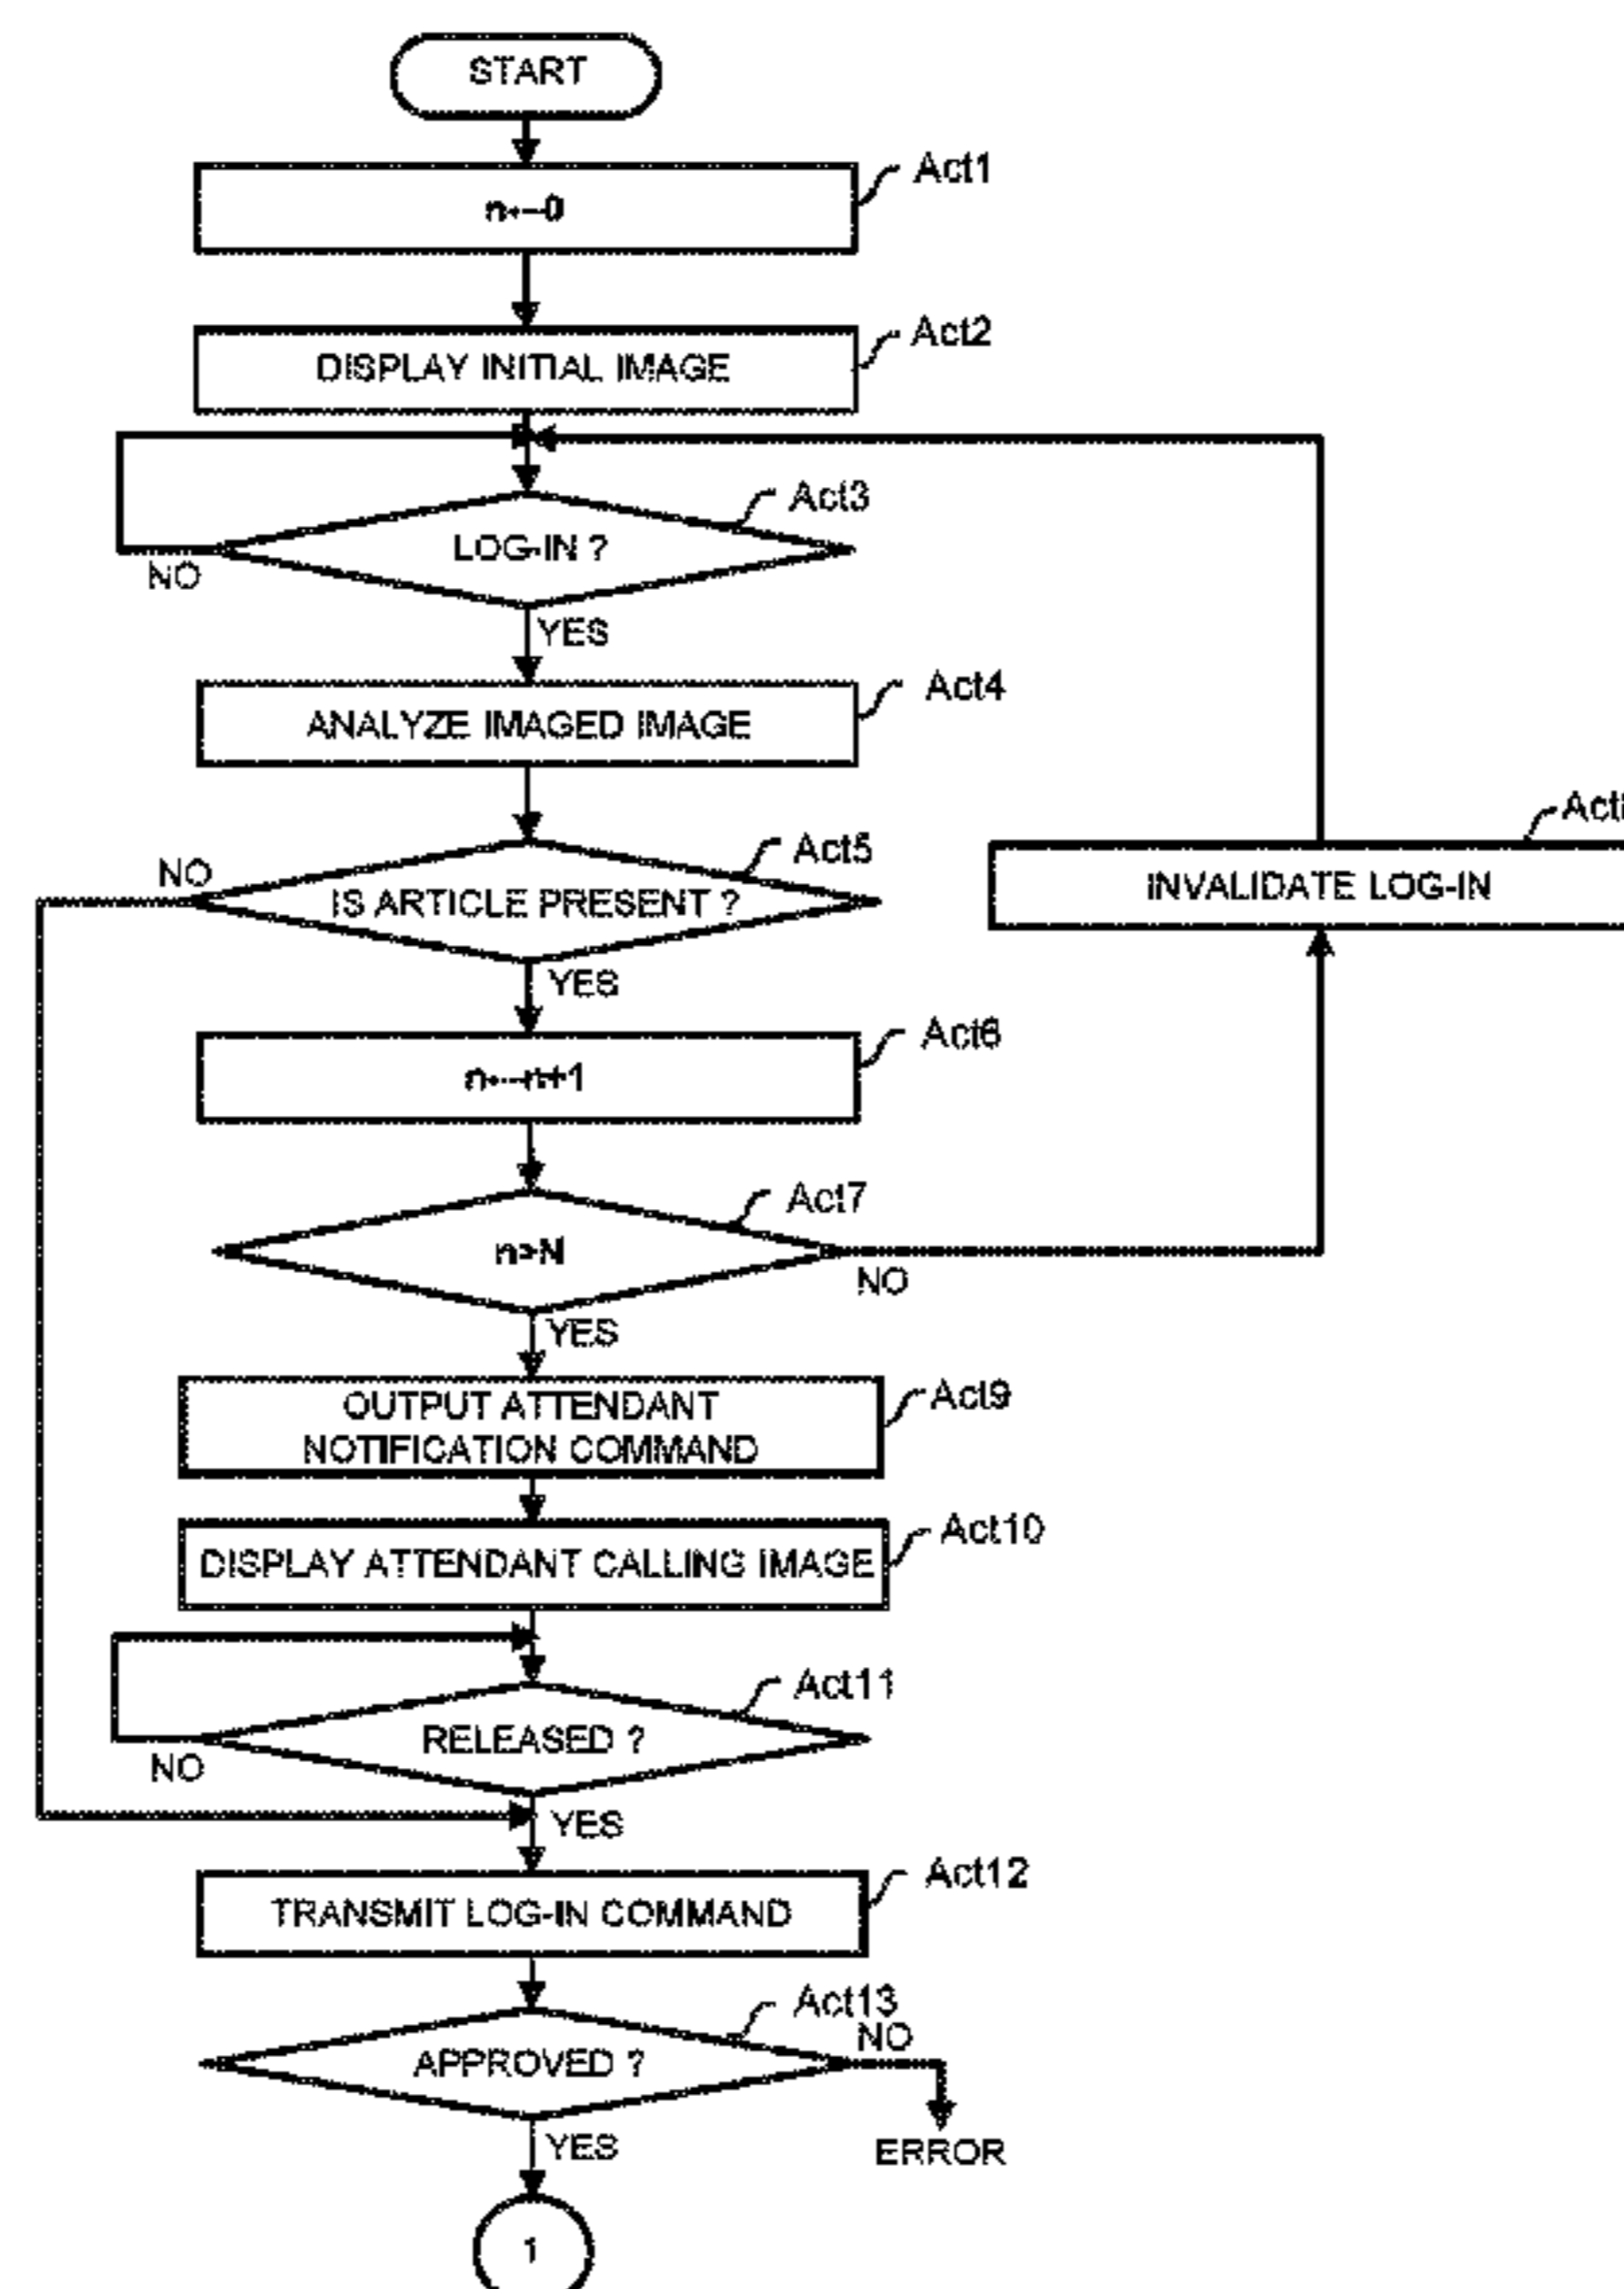 START
Act1
n←0
Act2
DISPLAY INITIAL IMAGE
Act3
LOG-IN ?
NO
YES
Act4
ANALYZE IMAGED IMAGE
Act5
NO
IS ARTICLE PRESENT ?
YES
INVALIDATE LOG-IN
Act6
n←n+1
Act7
n>N
NO
YES
Act9
OUTPUT ATTENDANT
NOTIFICATION COMMAND
Act10
DISPLAY ATTENDANT CALLING IMAGE
Act11
RELEASED ?
NO
YES
Act12
TRANSMIT LOG-IN COMMAND
Act13
NO
APPROVED ?
YES
ERROR
1